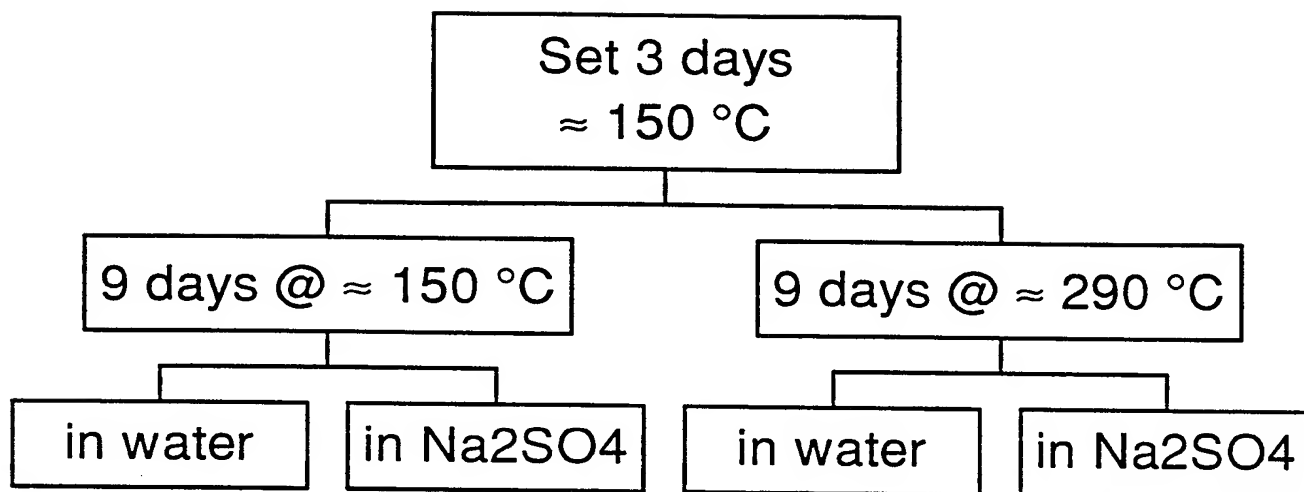 Set 3 days
≈ 150 °C
9 days @ ≈ 150 °C
9 days @ ≈ 290 °C
in water
in Na2SO4
in water
in Na2SO4